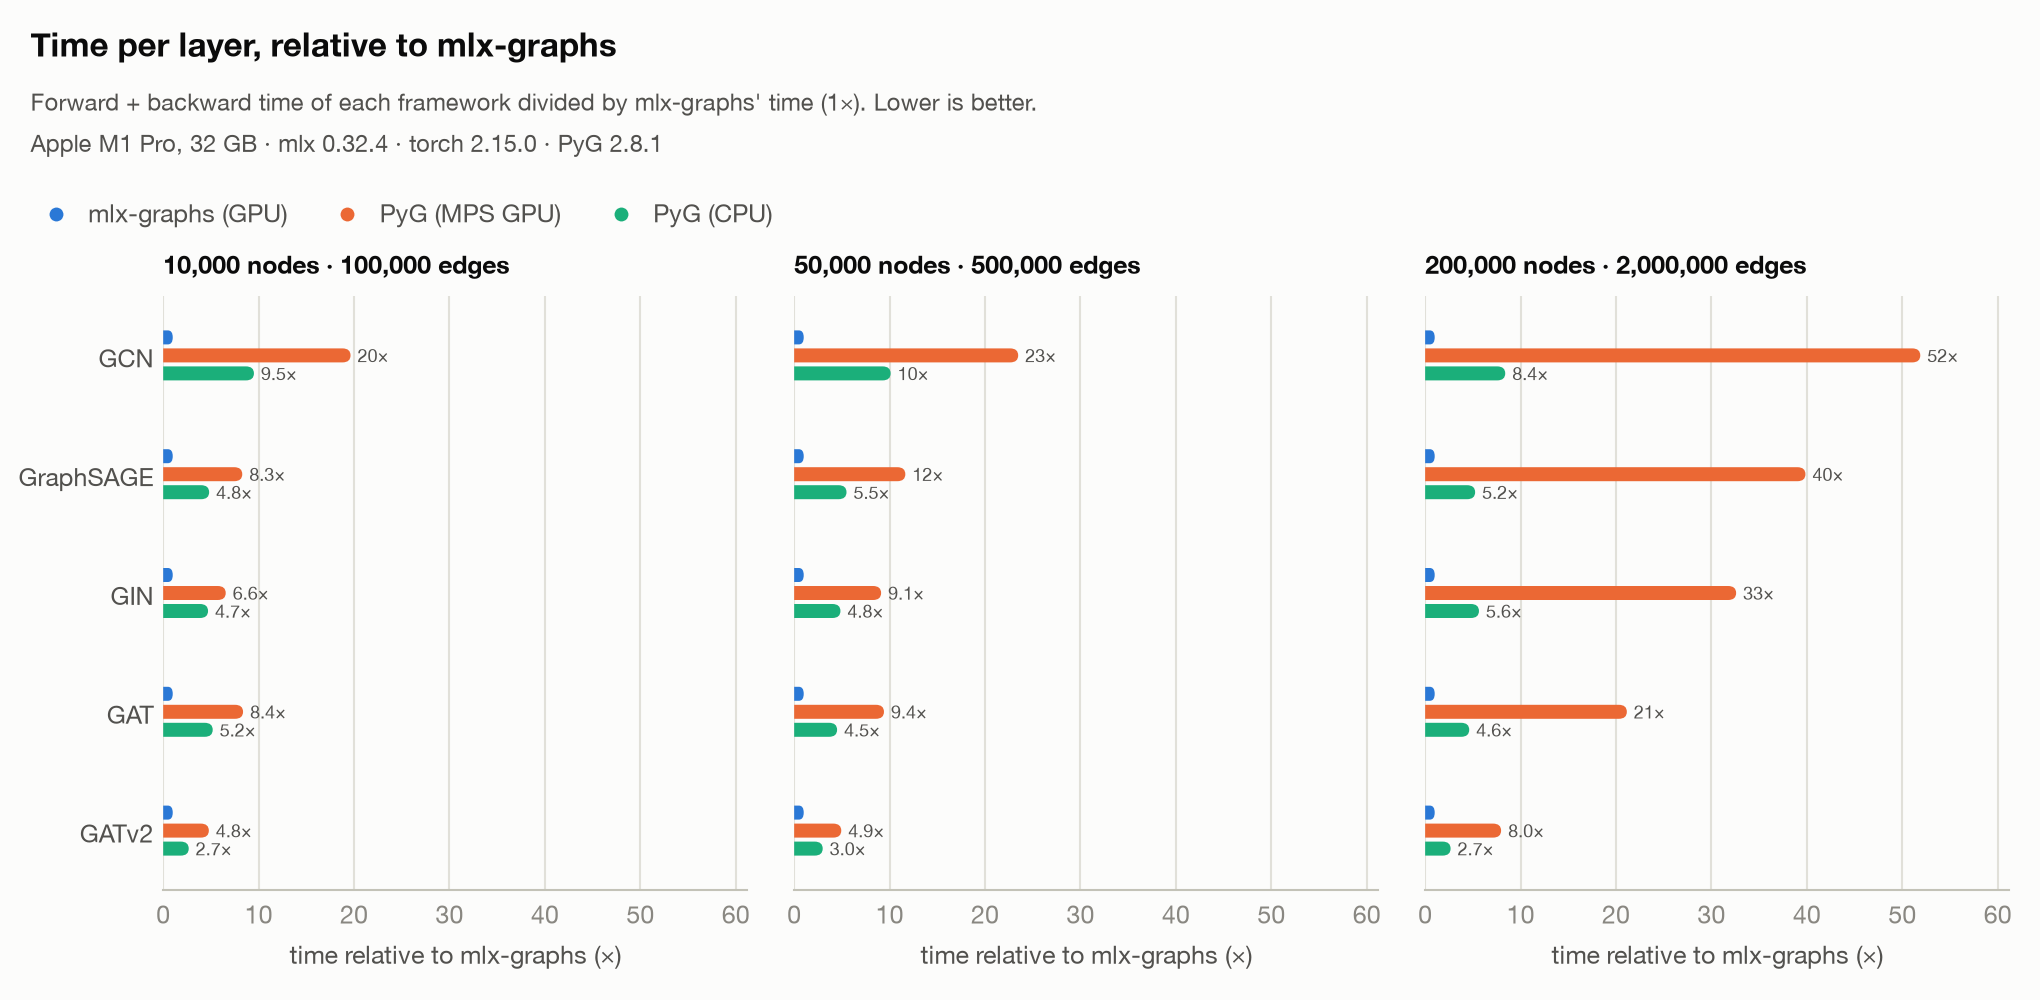 Time per layer, relative to mlx-graphs
Forward + backward time of each framework divided by mlx-graphs' time (1×). Lower is better.
Apple M1 Pro, 32 GB · mlx 0.32.4 · torch 2.15.0 · PyG 2.8.1
mlx-graphs (GPU) PyG (MPS GPU) PyG (CPU)
10,000 nodes · 100,000 edges
GCN
20×
9.5×
GraphSAGE
8.3×
4.8×
GIN
6.6×
4.7×
GAT
8.4×
5.2×
GATv2
4.8×
2.7×
0 10 20 30 40 50 60
time relative to mlx-graphs (×)
50,000 nodes · 500,000 edges
23×
10×
12×
5.5×
9.1×
4.8×
9.4×
4.5×
4.9×
3.0×
0 10 20 30 40 50 60
time relative to mlx-graphs (×)
200,000 nodes · 2,000,000 edges
52×
8.4×
40×
5.2×
33×
5.6×
21×
4.6×
8.0×
2.7×
0 10 20 30 40 50 60
time relative to mlx-graphs (×)